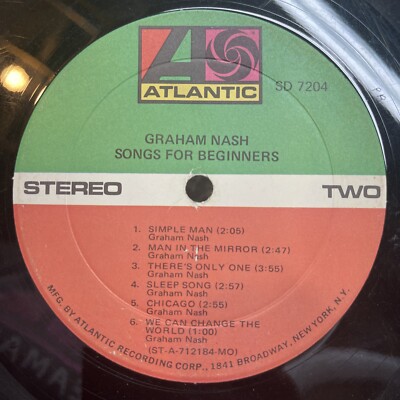 ATLANTIC
SD 7204
GRAHAM NASH
SONGS FOR BEGINNERS
STEREO
TWO
1. SIMPLE MAN (2:05)
Graham Nash
2. MAN IN THE MIRROR (2:47)
Graham Nash
3. THERE'S ONLY ONE (3:55)
Graham Nash
4. SLEEP SONG (2:57)
Graham Nash
5. CHICAGO (2:55)
Graham Nash
6. WE CAN CHANGE THE
WORLD (1:00)
Graham Nash
(ST-A-712184-MO)
MFG. BY ATLANTIC RECORDING CORP., 1841 BROADWAY, NEW YORK, N.Y.